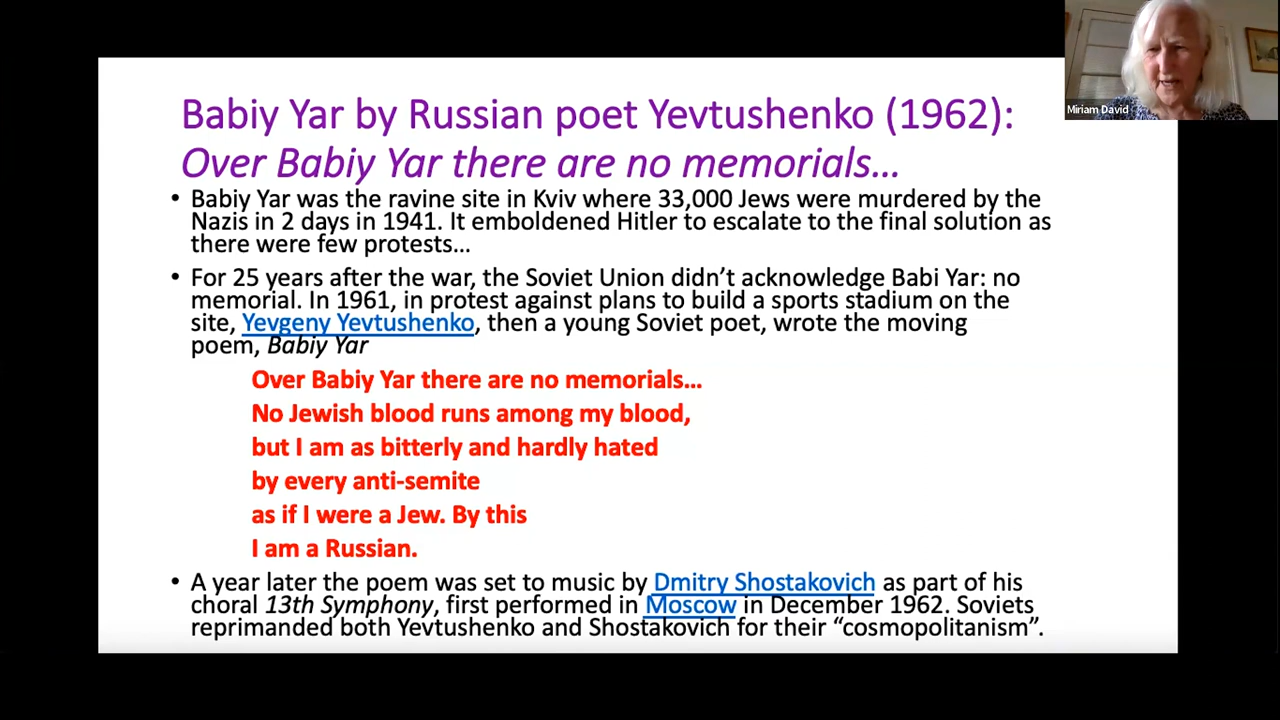 Babiy Yar by Russian poet Yevtushenko (1962):
Over Babiy Yar there are no memorials...
• Babiy Yar was the ravine site in Kviv where 33,000 Jews were murdered by the
Nazis in 2 days in 1941. It emboldened Hitler to escalate to the final solution as
there were few protests...
• For 25 years after the war, the Soviet Union didn't acknowledge Babi Yar: no
memorial. In 1961, in protest against plans to build a sports stadium on the
site, Yevgeny Yevtushenko, then a young Soviet poet, wrote the moving
poem, Babiy Yar
Over Babiy Yar there are no memorials...
No Jewish blood runs among my blood,
but I am as bitterly and hardly hated
by every anti-semite
as if I were a Jew. By this
I am a Russian.
• A year later the poem was set to music by Dmitry Shostakovich as part of his
choral 13th Symphony, first performed in Moscow in December 1962. Soviets
reprimanded both Yevtushenko and Shostakovich for their “cosmopolitanism”.
Miriam David